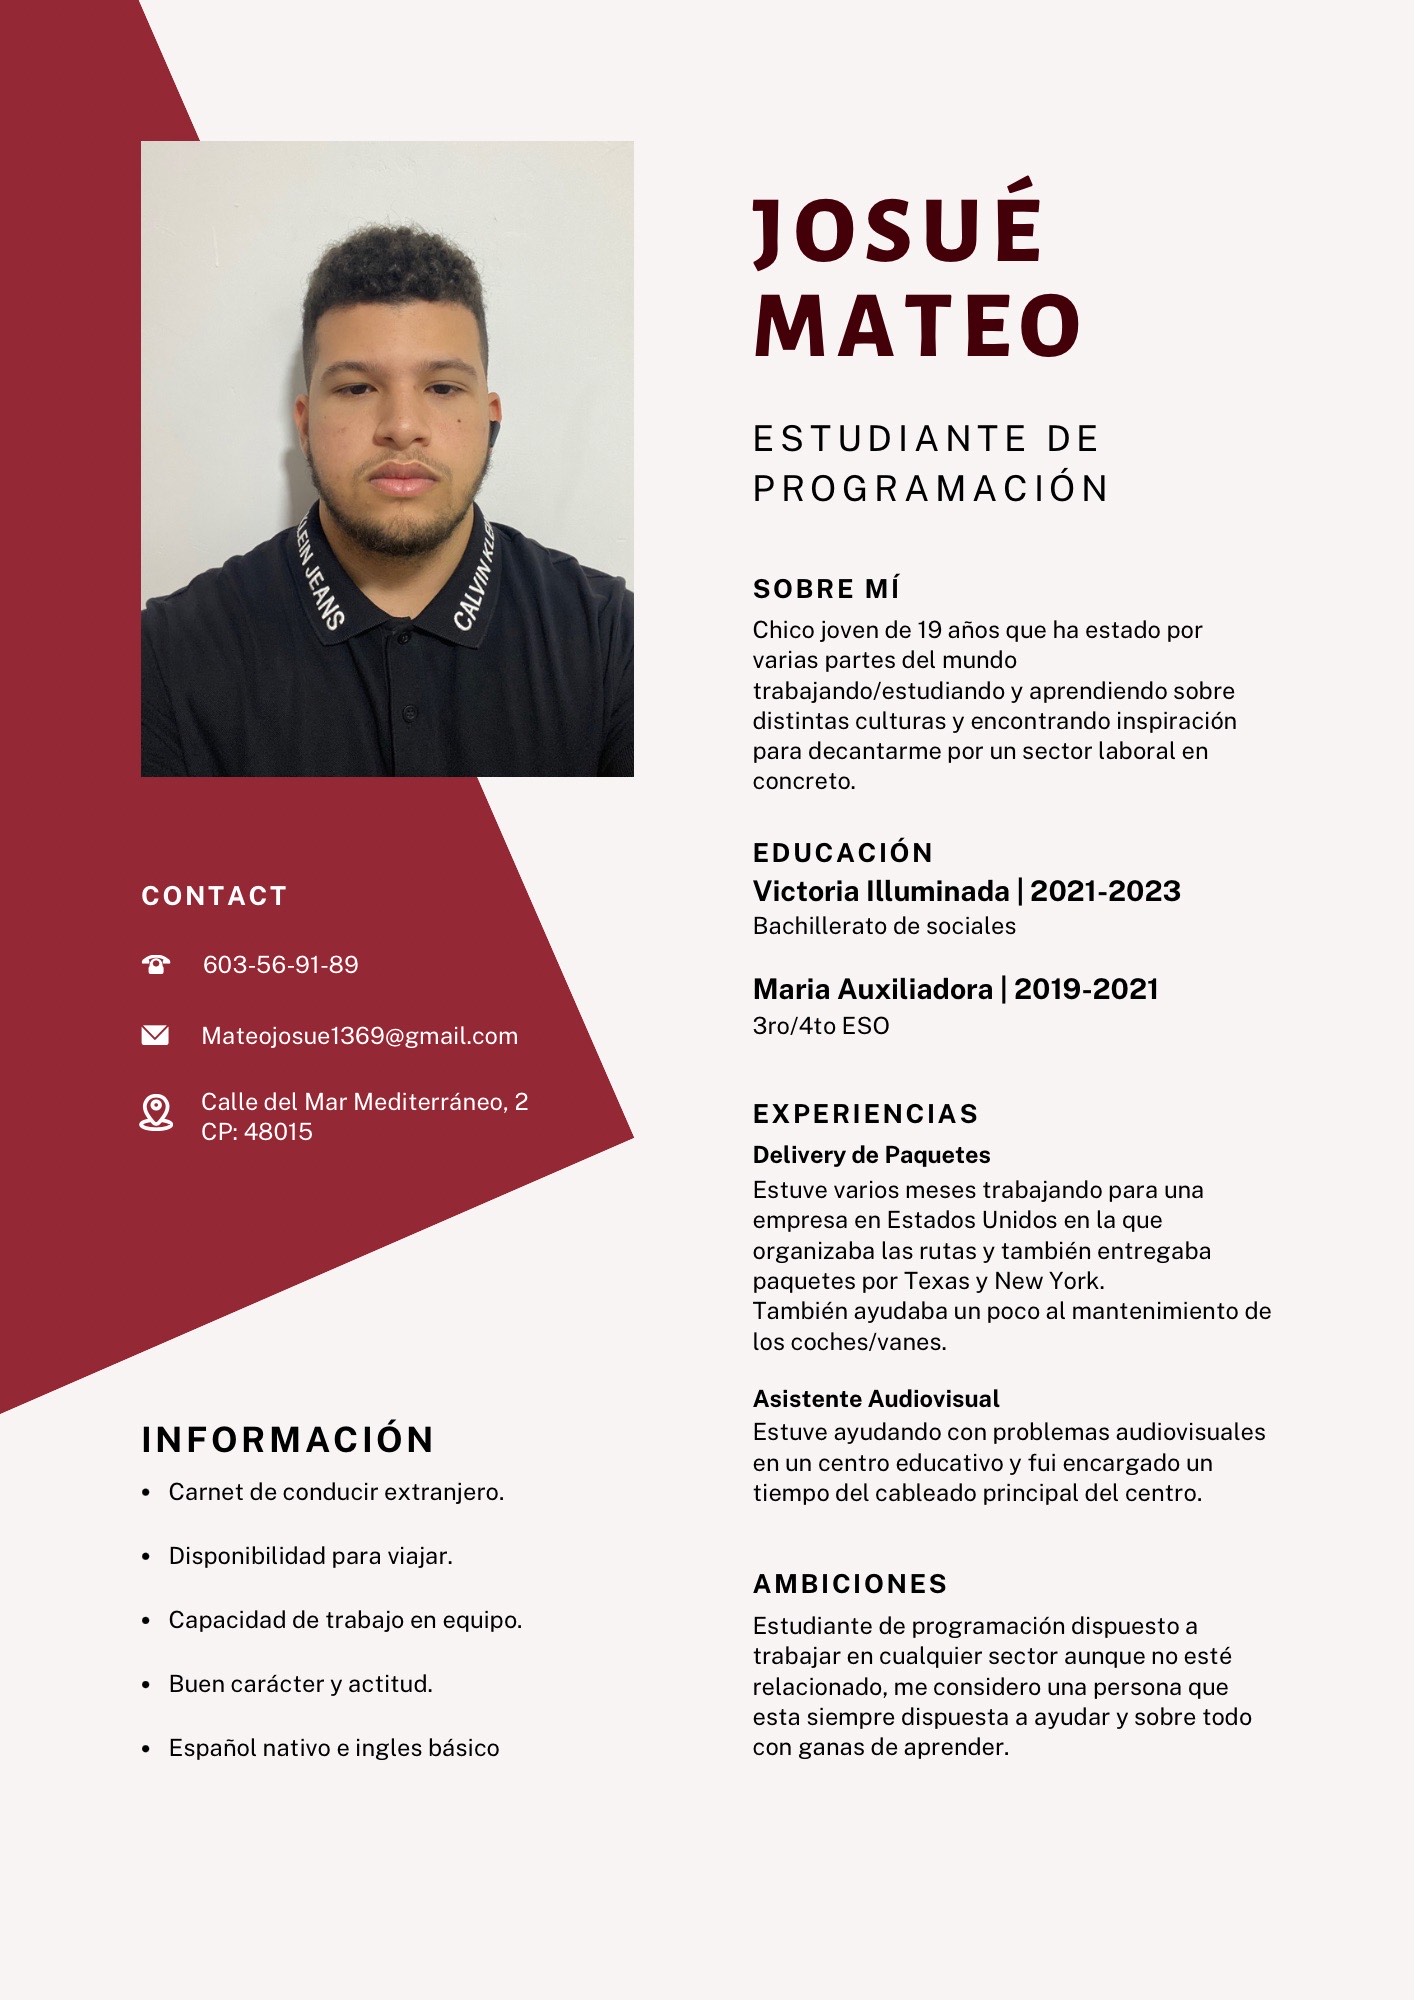 JOSUÉ
MATEO
ESTUDIANTE DE
PROGRAMACIÓN
KLEIN JEANS
CALVIN KLEIN
SOBRE MÍ
Chico joven de 19 años que ha estado por
varias partes del mundo
trabajando/estudiando y aprendiendo sobre
distintas culturas y encontrando inspiración
para decantarme por un sector laboral en
concreto.
EDUCACIÓN
Victoria Illuminada | 2021-2023
Bachillerato de sociales
Maria Auxiliadora | 2019-2021
3ro/4to ESO
EXPERIENCIAS
Delivery de Paquetes
Estuve varios meses trabajando para una
empresa en Estados Unidos en la que
organizaba las rutas y también entregaba
paquetes por Texas y New York.
También ayudaba un poco al mantenimiento de
los coches/vanes.
Asistente Audiovisual
Estuve ayudando con problemas audiovisuales
en un centro educativo y fui encargado un
tiempo del cableado principal del centro.
AMBICIONES
Estudiante de programación dispuesto a
trabajar en cualquier sector aunque no esté
relacionado, me considero una persona que
esta siempre dispuesta a ayudar y sobre todo
con ganas de aprender.
CONTACT
603-56-91-89
Mateojosue1369@gmail.com
Calle del Mar Mediterráneo, 2
CP: 48015
INFORMACIÓN
• Carnet de conducir extranjero.
• Disponibilidad para viajar.
• Capacidad de trabajo en equipo.
• Buen carácter y actitud.
• Español nativo e ingles básico